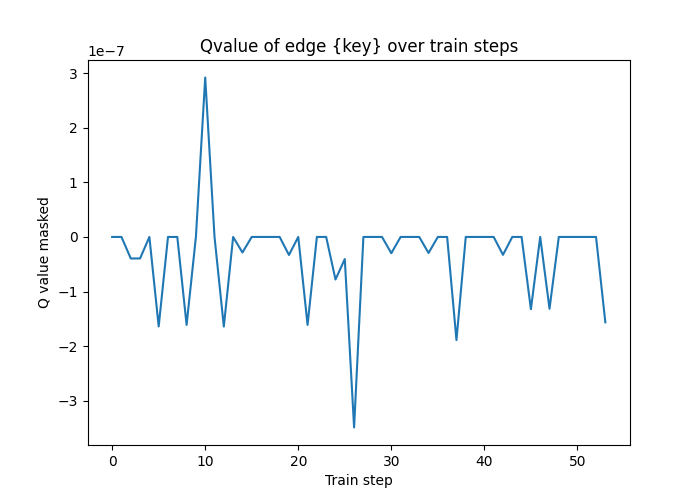 Qvalue of edge {key} over train steps
1e−7
3
2
1
0
−1
−2
−3
Q value masked
0 10 20 30 40 50
Train step